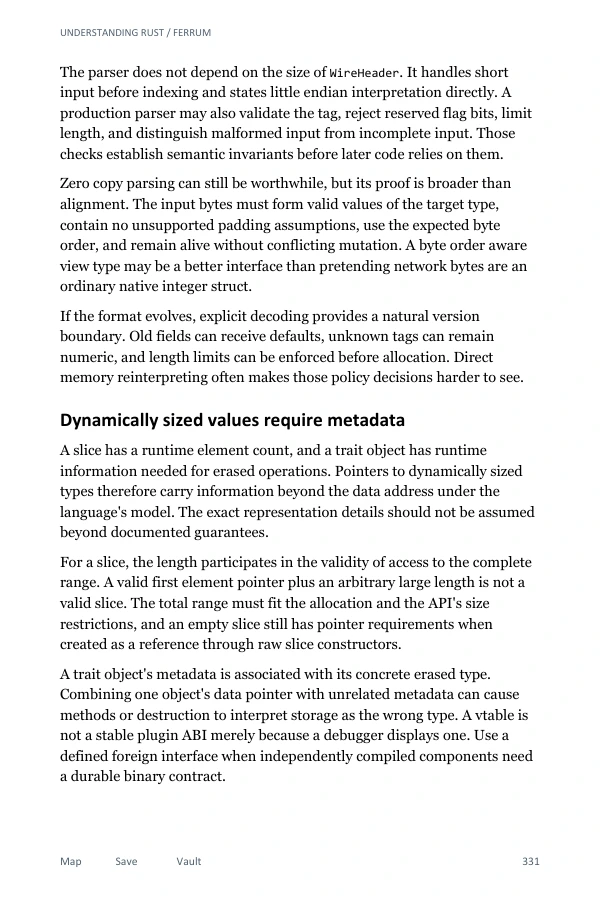 UNDERSTANDING RUST / FERRUM
The parser does not depend on the size of WireHeader. It handles short
input before indexing and states little endian interpretation directly. A
production parser may also validate the tag, reject reserved flag bits, limit
length, and distinguish malformed input from incomplete input. Those
checks establish semantic invariants before later code relies on them.
Zero copy parsing can still be worthwhile, but its proof is broader than
alignment. The input bytes must form valid values of the target type,
contain no unsupported padding assumptions, use the expected byte
order, and remain alive without conflicting mutation. A byte order aware
view type may be a better interface than pretending network bytes are an
ordinary native integer struct.
If the format evolves, explicit decoding provides a natural version
boundary. Old fields can receive defaults, unknown tags can remain
numeric, and length limits can be enforced before allocation. Direct
memory reinterpreting often makes those policy decisions harder to see.
Dynamically sized values require metadata
A slice has a runtime element count, and a trait object has runtime
information needed for erased operations. Pointers to dynamically sized
types therefore carry information beyond the data address under the
language's model. The exact representation details should not be assumed
beyond documented guarantees.
For a slice, the length participates in the validity of access to the complete
range. A valid first element pointer plus an arbitrary large length is not a
valid slice. The total range must fit the allocation and the API's size
restrictions, and an empty slice still has pointer requirements when
created as a reference through raw slice constructors.
A trait object's metadata is associated with its concrete erased type.
Combining one object's data pointer with unrelated metadata can cause
methods or destruction to interpret storage as the wrong type. A vtable is
not a stable plugin ABI merely because a debugger displays one. Use a
defined foreign interface when independently compiled components need
a durable binary contract.
Map Save Vault 331